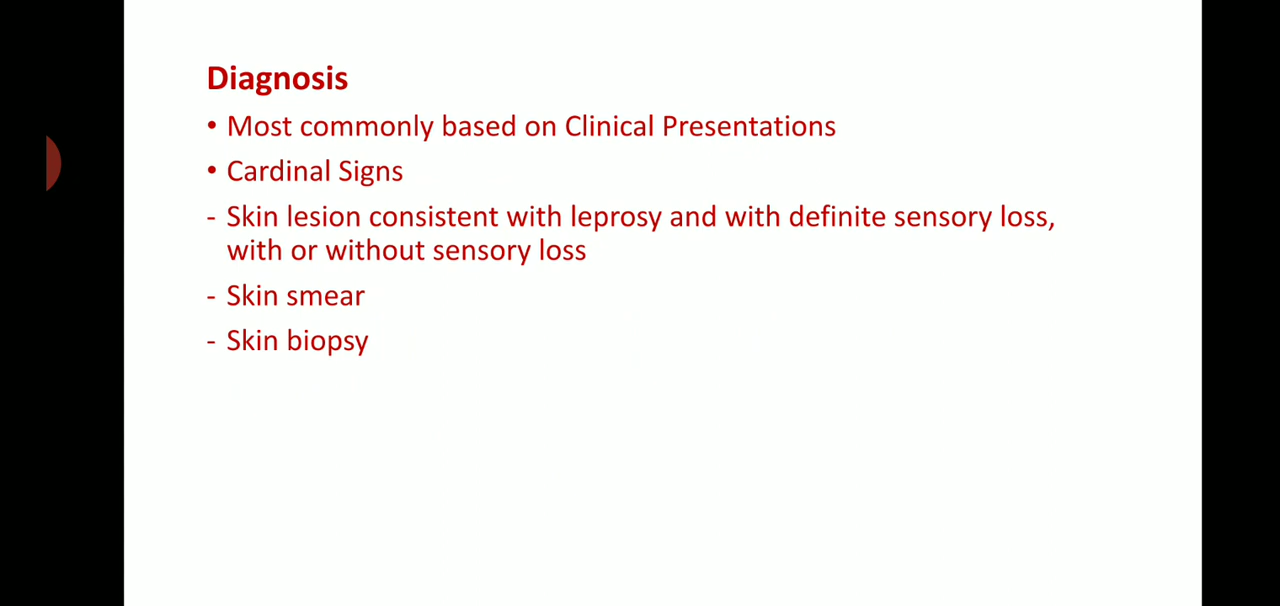 Diagnosis
• Most commonly based on Clinical Presentations
• Cardinal Signs
- Skin lesion consistent with leprosy and with definite sensory loss,
with or without sensory loss
- Skin smear
- Skin biopsy